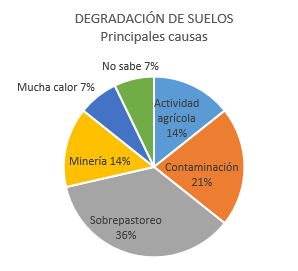 DEGRADACIÓN DE SUELOS
Principales causas
No sabe 7%
Mucha calor 7%
Actividad
agrícola
14%
Minería 14%
Contaminación
21%
Sobrepastoreo
36%